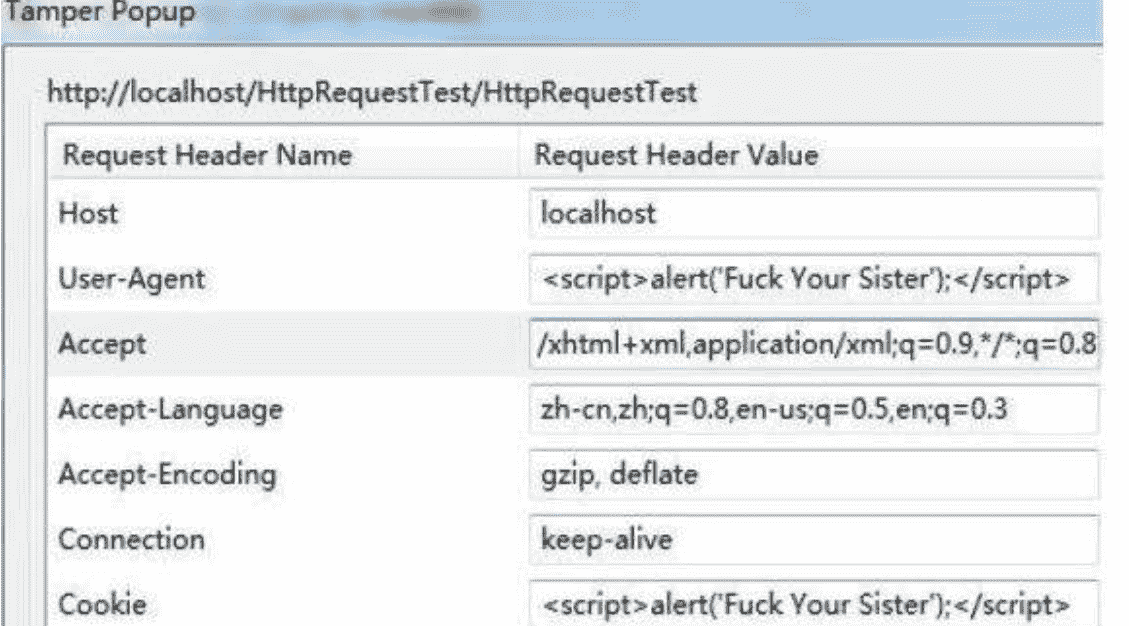 Tamper Popup
http://localhost/HttpRequestTest/HttpRequestTest
Request Header Name Request Header Value
Host localhost
User-Agent <script>alert('Fuck Your Sister');</script>
Accept /xhtml+xml,application/xml;q=0.9,*/*;q=0.8
Accept-Language zh-cn,zh;q=0.8,en-us;q=0.5,en;q=0.3
Accept-Encoding gzip, deflate
Connection keep-alive
Cookie <script>alert('Fuck Your Sister');</script>